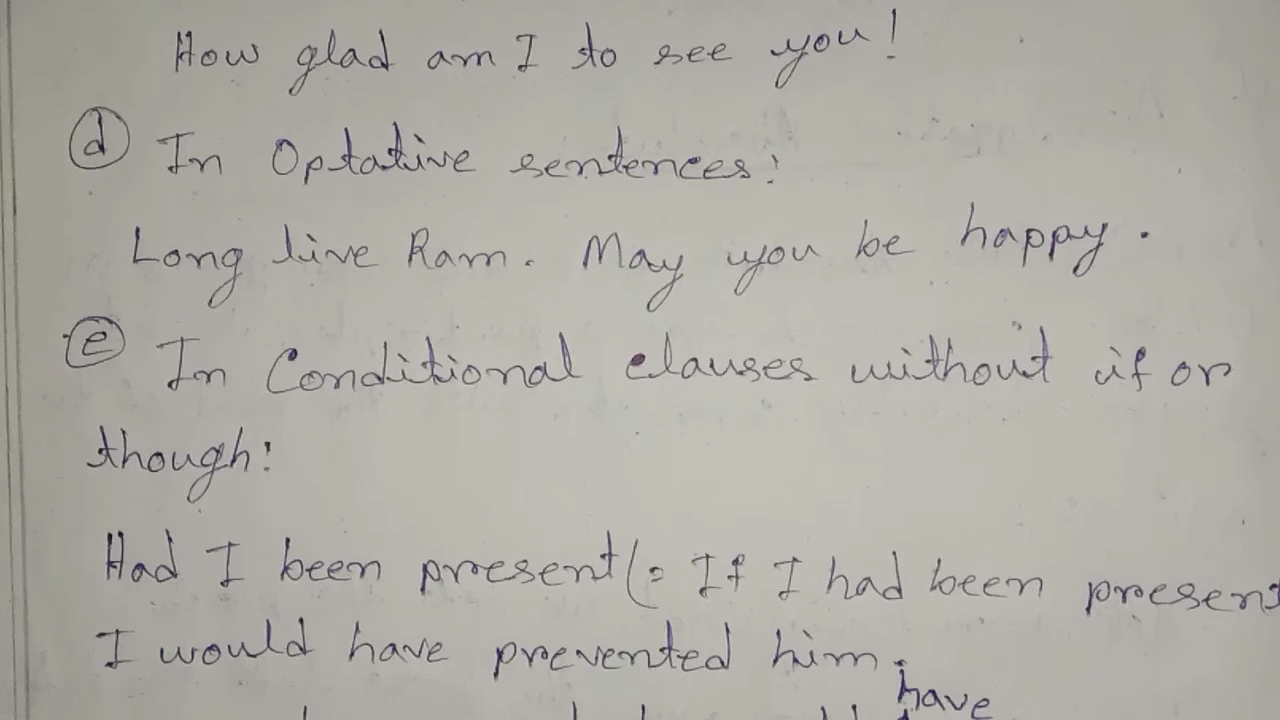 How glad am I to see you!
ⓓ In Optative sentences:
Long live Ram. May you be happy.
ⓔ In Conditional clauses without if or
though:
Had I been present (= If I had been present
I would have prevented him.
have